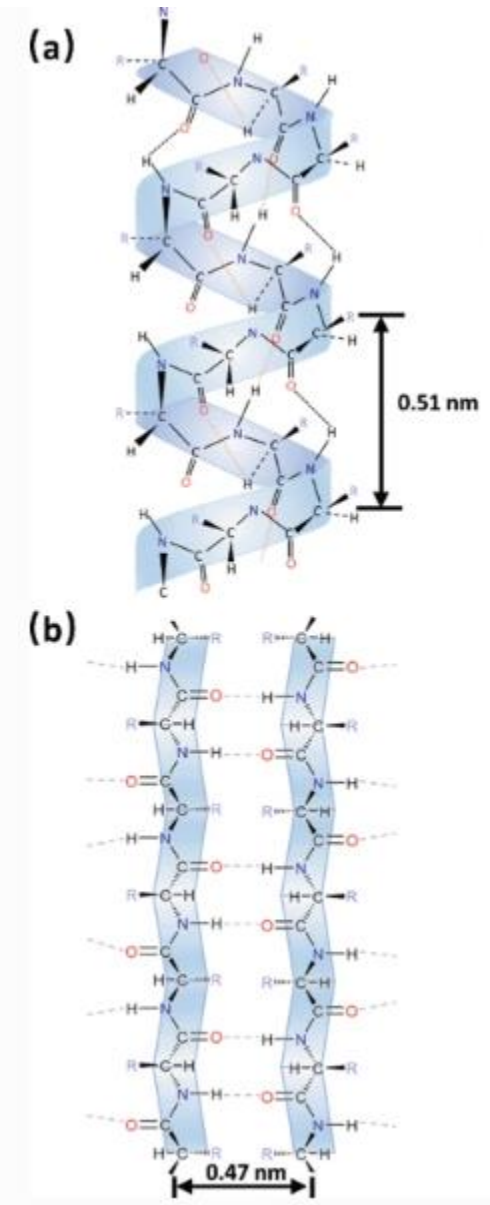 N
(a) H
R C O
N R H
H C C
O H C N
R
H O C H
R N
N C C
C H H O
O
R C N R
H C H
C N
O H C
O R
H R N C H
N C C 0.51 nm
C H H O
O
R C N R H
H C N
C
O H C
O C R
H R N H
N C C
C H O
C O
(b)
H C R R C H
H N C O
C O H N
R C H H C R
N H O C
O C N H
H C R R C H
H N C O
C O H N
R C H H C R
N H O C
O C N H
H C R R C H
H N C O
C O H N
R C H H C R
N H O C
O C N H
H C R R C H
0.47 nm